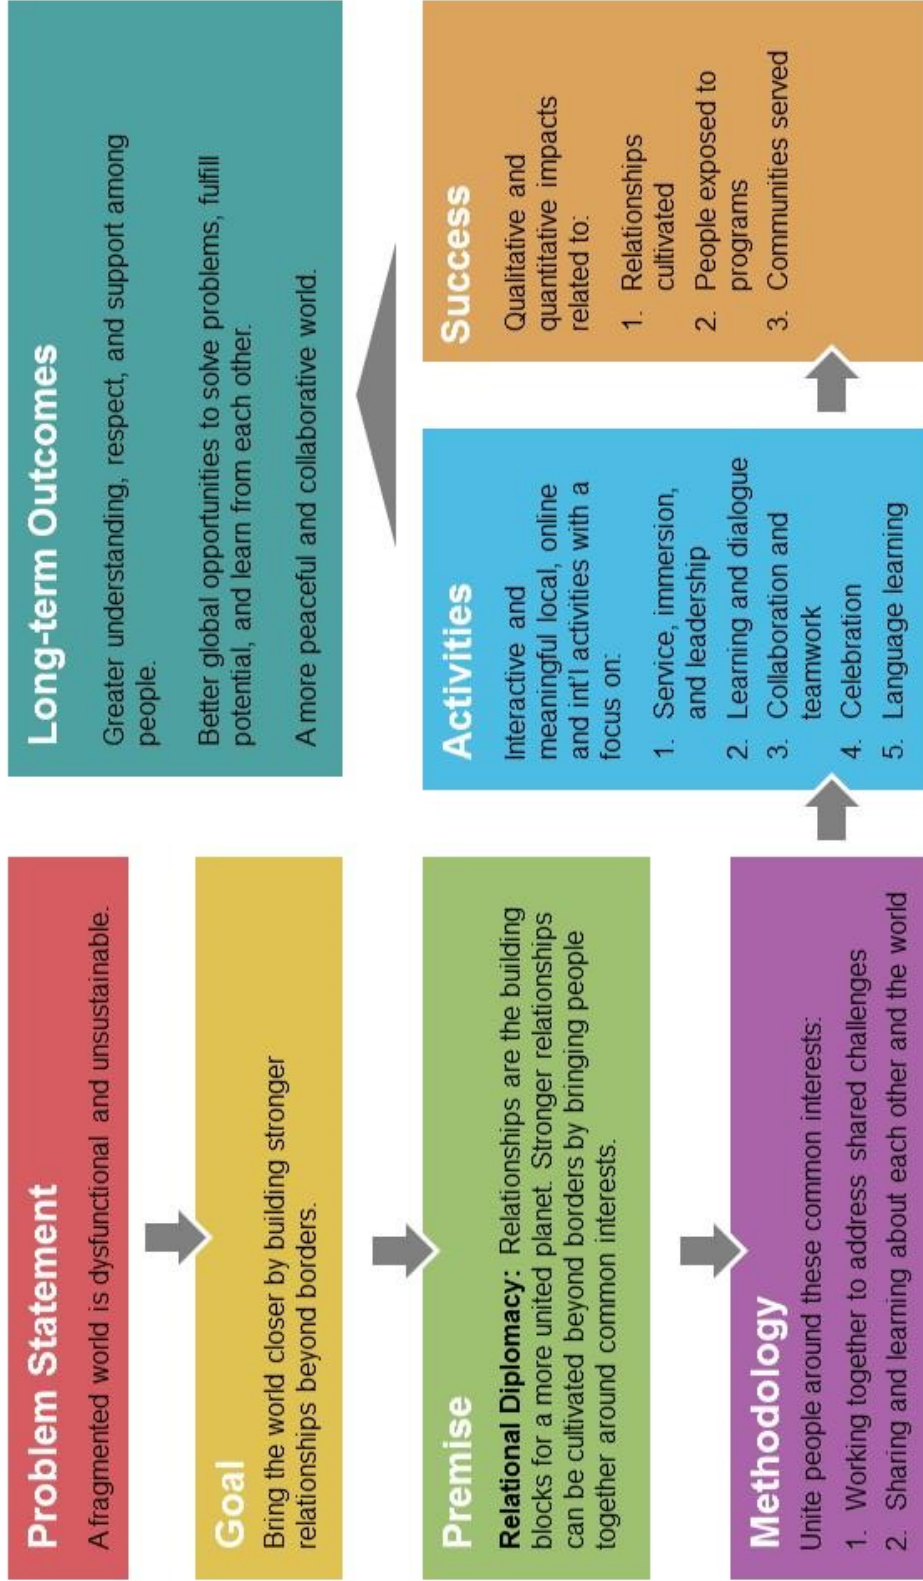 Problem Statement
A fragmented world is dysfunctional and unsustainable.
Goal
Bring the world closer by building stronger
relationships beyond borders.
Premise
Relational Diplomacy: Relationships are the building
blocks for a more united planet. Stronger relationships
can be cultivated beyond borders by bringing people
together around common interests.
Methodology
Unite people around these common interests:
1. Working together to address shared challenges
2. Sharing and learning about each other and the world
Activities
Interactive and
meaningful local, online
and int'l activities with a
focus on:
1. Service, immersion,
and leadership
2. Learning and dialogue
3. Collaboration and
teamwork
4. Celebration
5. Language learning
Success
Qualitative and
quantitative impacts
related to:
1. Relationships
cultivated
2. People exposed to
programs
3. Communities served
Long-term Outcomes
Greater understanding, respect, and support among
people.
Better global opportunities to solve problems, fulfill
potential, and learn from each other.
A more peaceful and collaborative world.